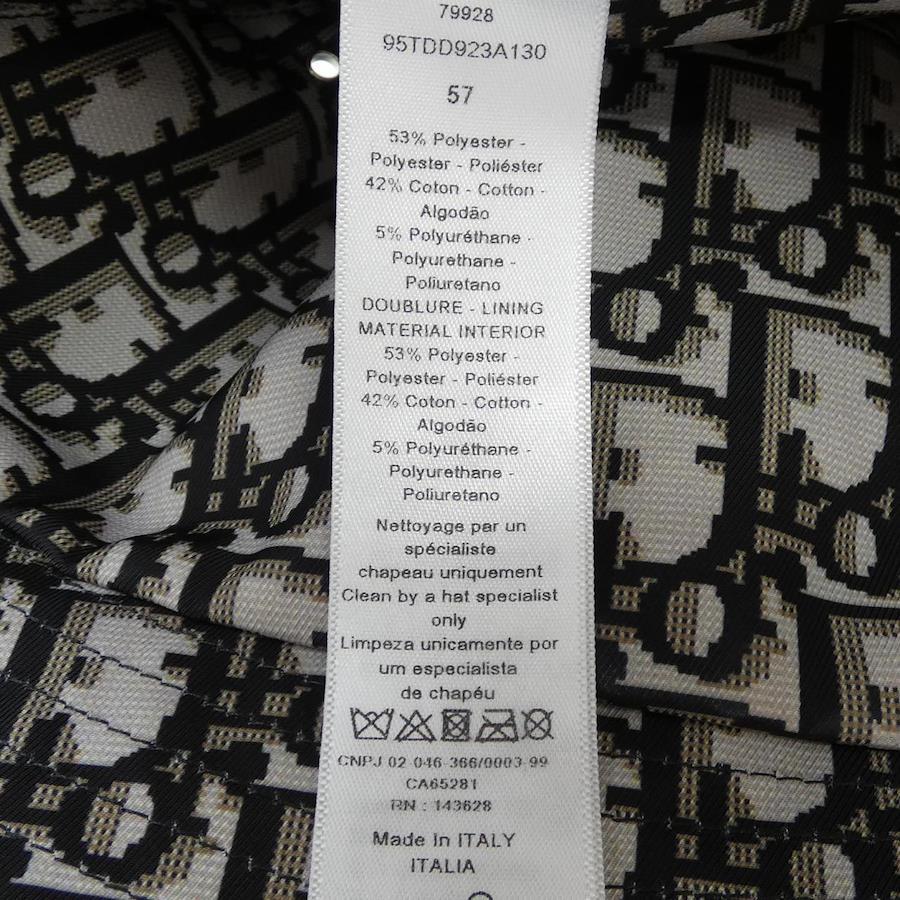 79928
95TDD923A130
57
53% Polyester -
Polyester - Poliéster
42% Coton - Cotton -
Algodão
5% Polyuréthane -
Polyurethane -
Poliuretano
DOUBLURE - LINING
MATERIAL INTERIOR
53% Polyester -
Polyester - Poliéster
42% Coton - Cotton -
Algodão
5% Polyuréthane -
Polyurethane -
Poliuretano
Nettoyage par un
spécialiste
chapeau uniquement
Clean by a hat specialist
only
Limpeza unicamente por
um especialista
de chapéu
CNPJ 02 046 366/0003-99
CA65281
RN : 143628
Made In ITALY
ITALIA